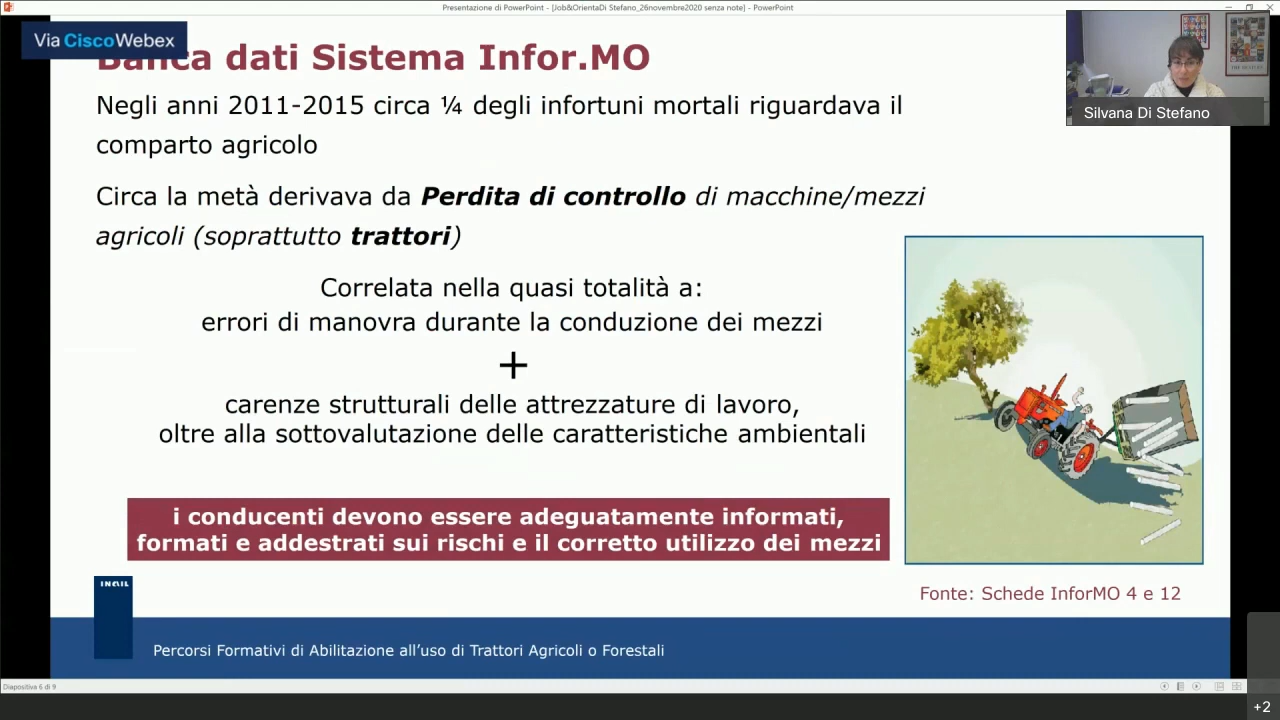 Presentazione di PowerPoint - [Job&OrientaDi Stefano_26novembre2020 senza note] - PowerPoint
Via CiscoWebex
Banca dati Sistema Infor.MO
Silvana Di Stefano
Negli anni 2011-2015 circa ¼ degli infortuni mortali riguardava il
comparto agricolo
Circa la metà derivava da Perdita di controllo di macchine/mezzi
agricoli (soprattutto trattori)
Correlata nella quasi totalità a:
errori di manovra durante la conduzione dei mezzi
+
carenze strutturali delle attrezzature di lavoro,
oltre alla sottovalutazione delle caratteristiche ambientali
i conducenti devono essere adeguatamente informati,
formati e addestrati sui rischi e il corretto utilizzo dei mezzi
Fonte: Schede InforMO 4 e 12
INAIL
Percorsi Formativi di Abilitazione all’uso di Trattori Agricoli o Forestali
Diapositiva 6 di 9
+2